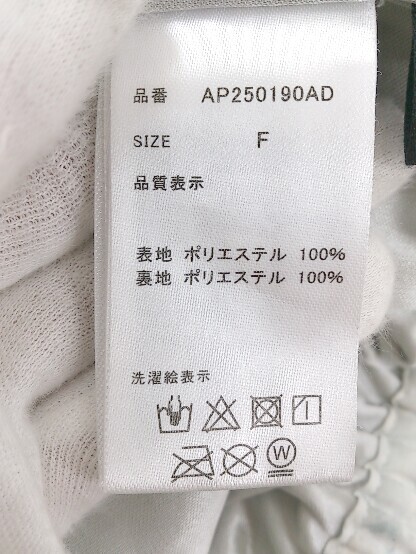 品番 AP250190AD
SIZE F
品質表示
表地 ポリエステル 100%
裏地 ポリエステル 100%
洗濯絵表示
W